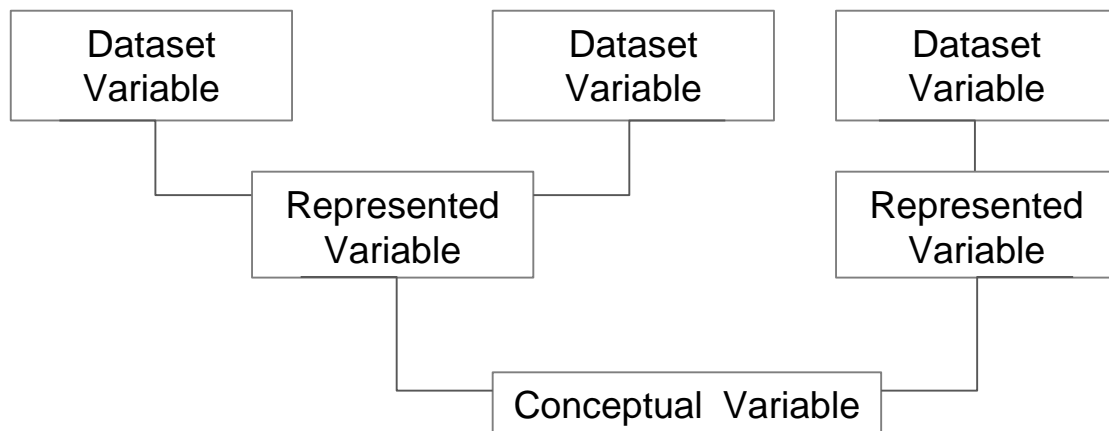 Dataset
Variable
Dataset
Variable
Dataset
Variable
Represented
Variable
Represented
Variable
Conceptual  Variable